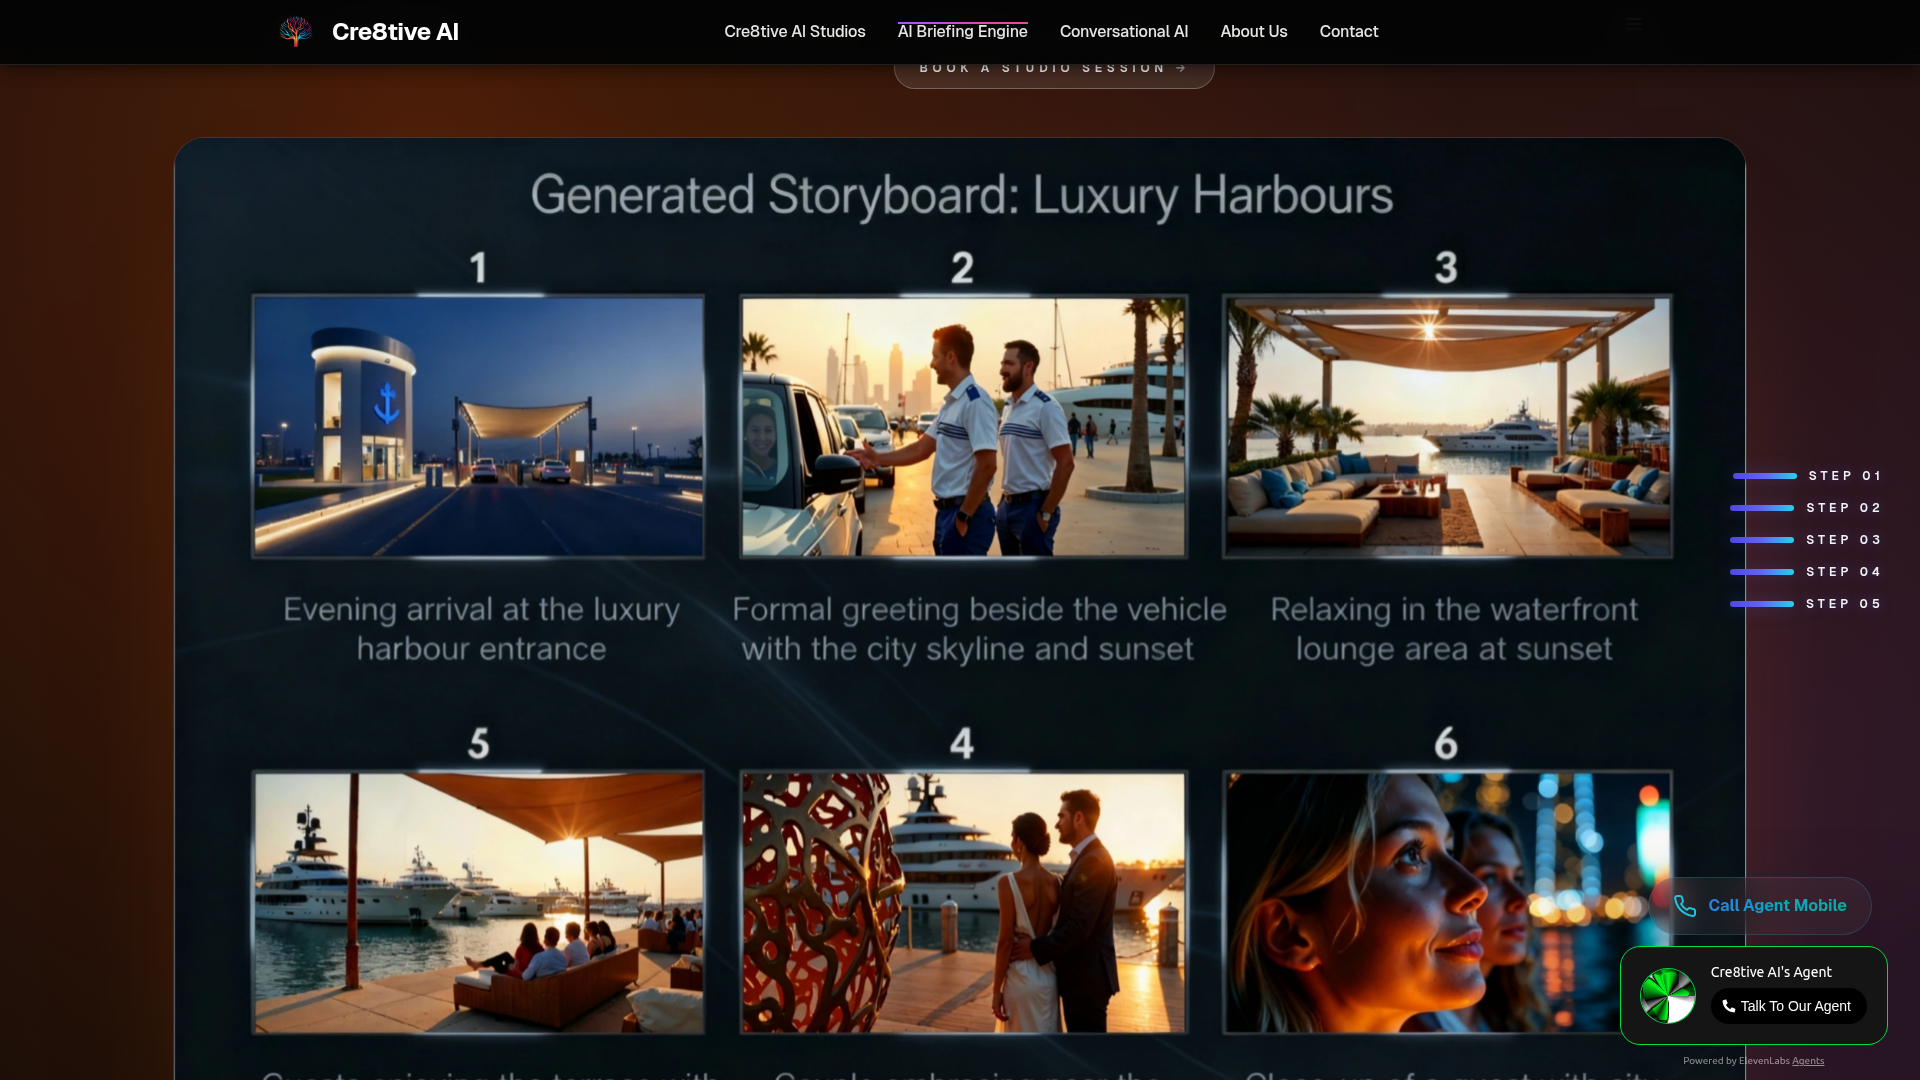 Cre8tive AI
Cre8tive AI Studios
AI Briefing Engine
Conversational AI
About Us
Contact
BOOK A STUDIO SESSION →
Generated Storyboard: Luxury Harbours
1
2
3
Evening arrival at the luxury
harbour entrance
Formal greeting beside the vehicle
with the city skyline and sunset
Relaxing in the waterfront
lounge area at sunset
STEP 01
STEP 02
STEP 03
STEP 04
STEP 05
5
4
6
Call Agent Mobile
Cre8tive AI's Agent
Talk To Our Agent
Powered by ElevenLabs Agents